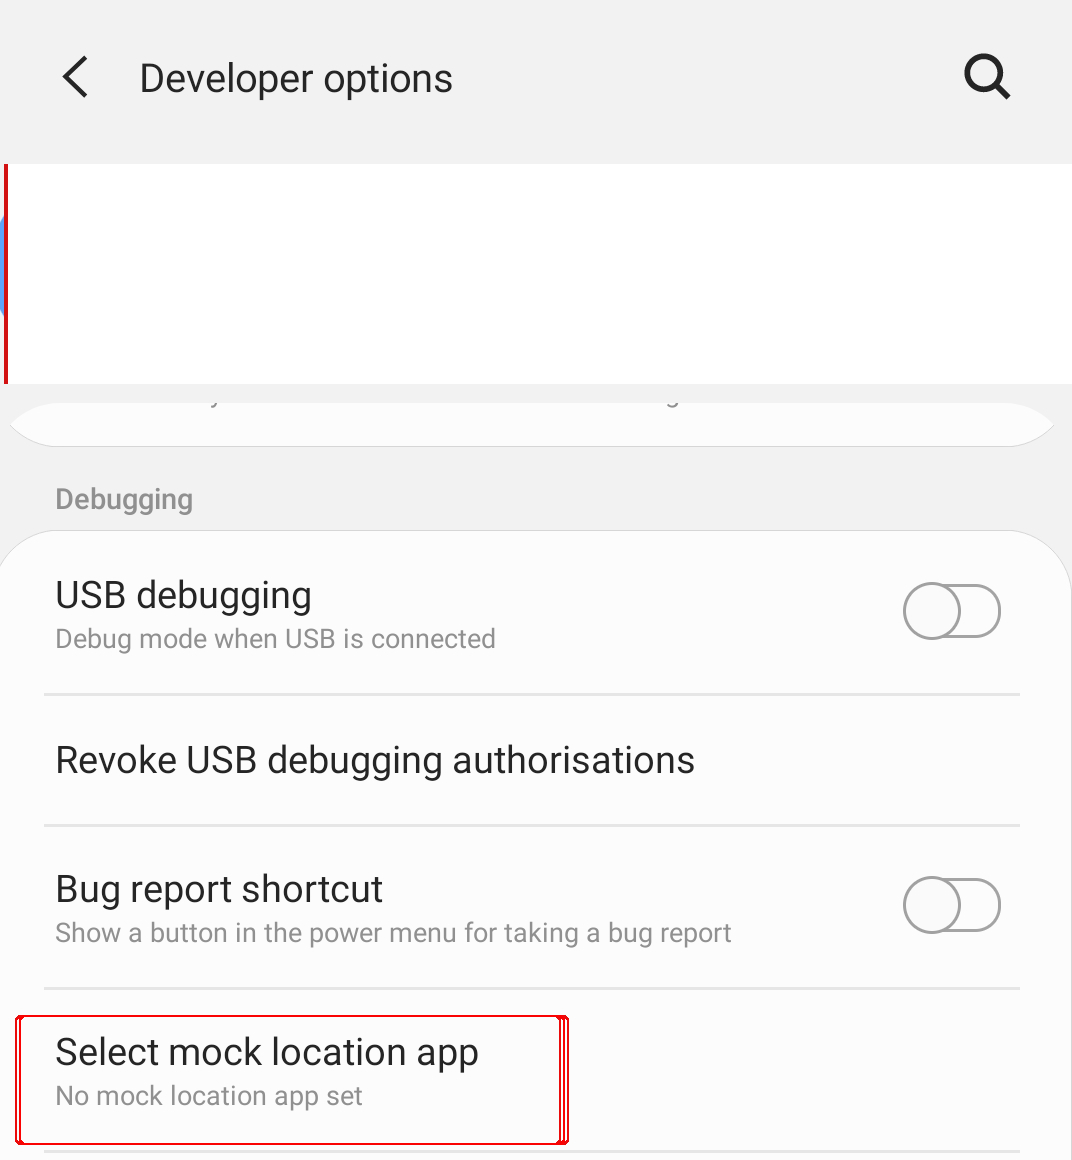 Developer options
Debugging
USB debugging
Debug mode when USB is connected
Revoke USB debugging authorisations
Bug report shortcut
Show a button in the power menu for taking a bug report
Select mock location app
No mock location app set